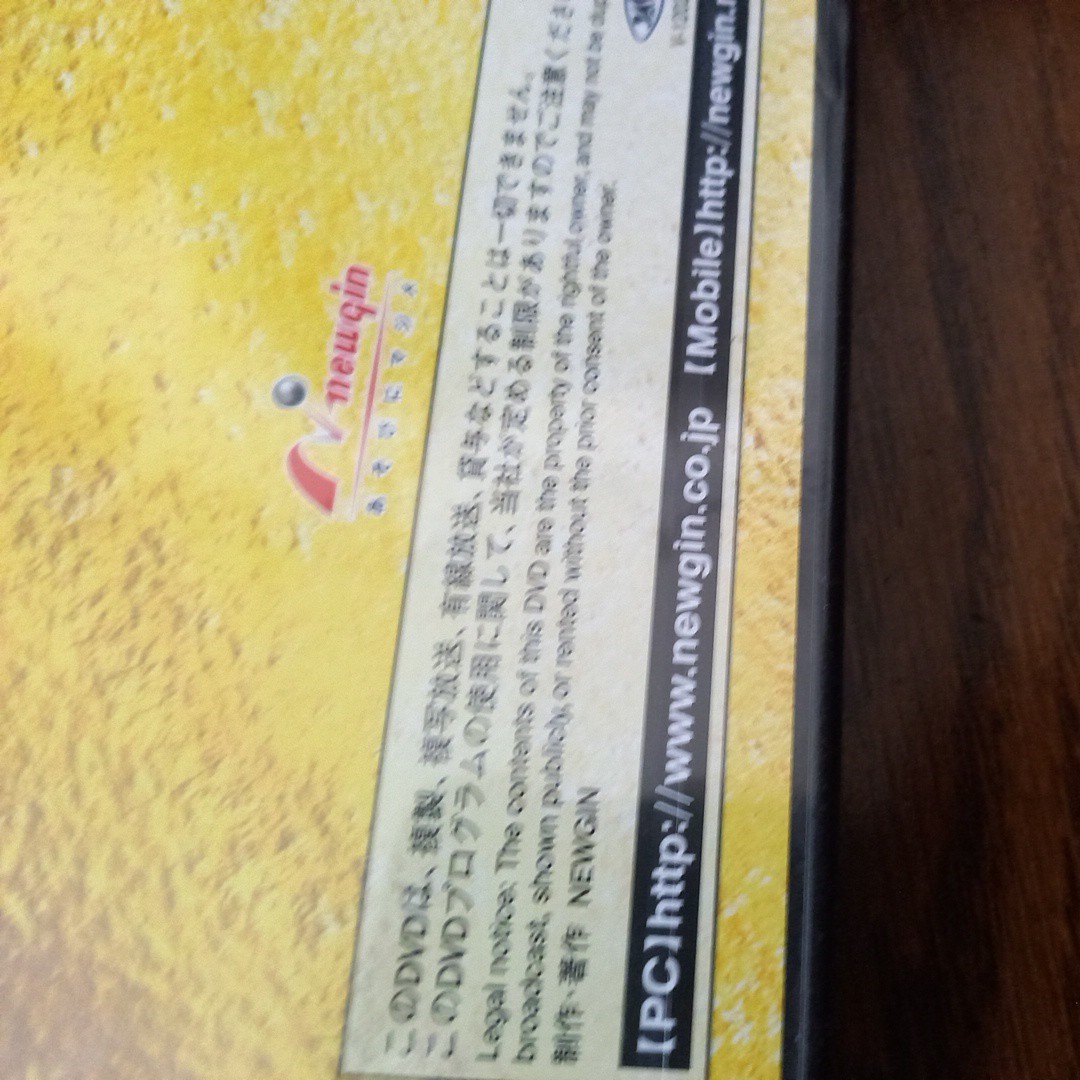 newgin
あそびにマジメ
このDVDは、複製、複写放送、有線放送、貸与などすることは一切できません。
このDVDプログラムの使用に関して、当社が定める制限がありますのでご注意くださ
Legal notice: The contents of this DVD are the property of the rightful owner, and may not be
broadcast, shown publicly, or rented without the prior consent of the owner.
制作・著作 NEWGIN
【PC】http://www.newgin.co.jp 【Mobile】http://newgin.